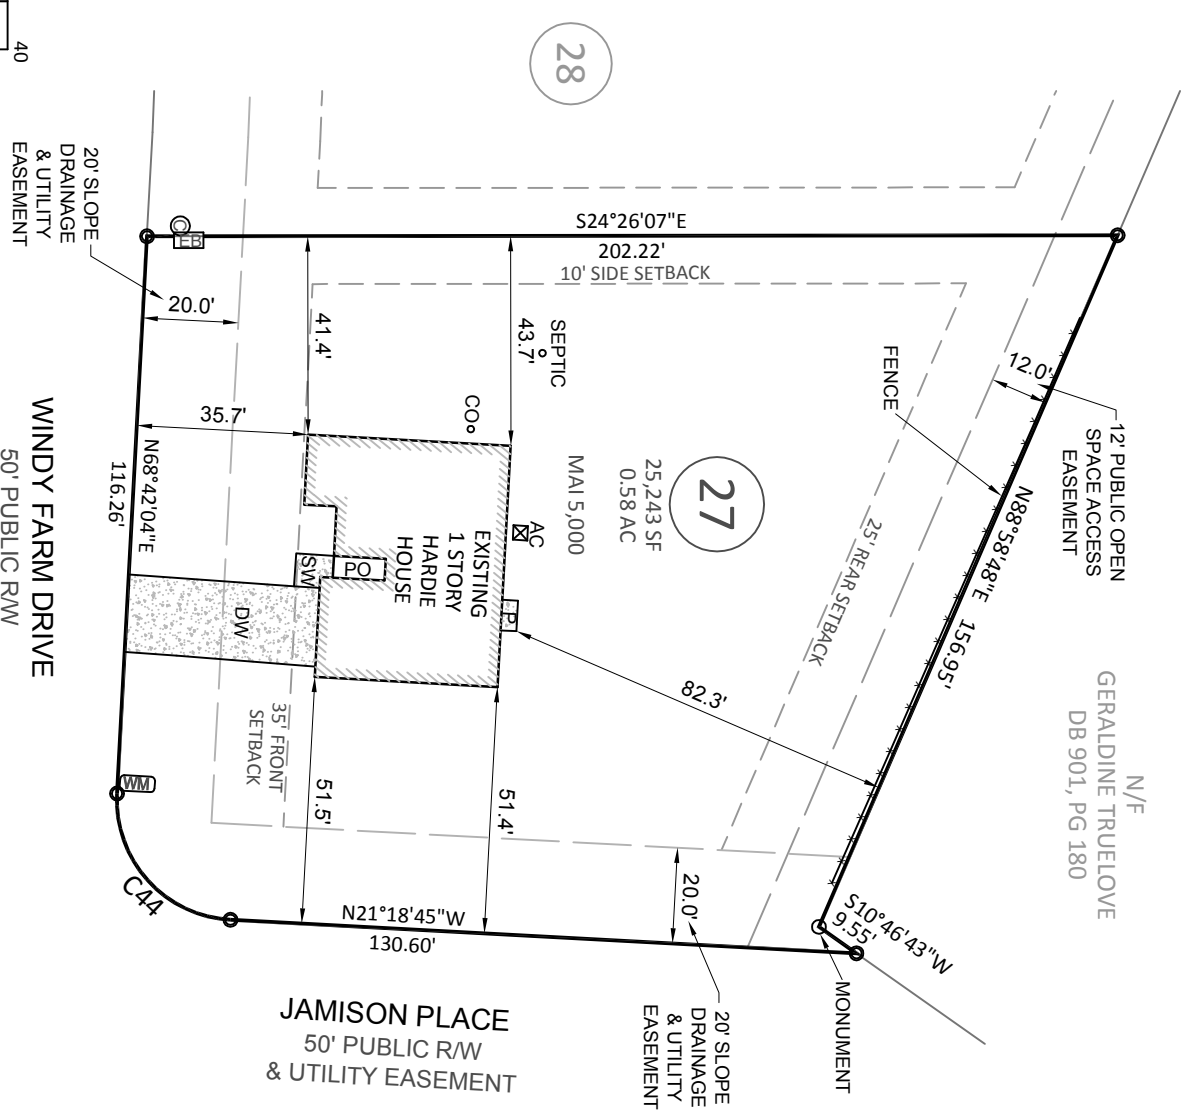 40
28
S24°26'07"E
202.22'
10' SIDE SETBACK
20' SLOPE
DRAINAGE
& UTILITY
EASEMENT
C
EB
20.0'
41.4'
43.7'
SEPTIC
CO
35.7'
FENCE
12.0'
12' PUBLIC OPEN
SPACE ACCESS
EASEMENT
N88°58'48"E 156.95'
27
25,243 SF
0.58 AC
MAI 5,000
25' REAR SETBACK
AC
P
EXISTING
1 STORY
HARDIE
HOUSE
PO
SW
DW
WINDY FARM DRIVE
50' PUBLIC R/W
N68°42'04"E
116.26'
N/F
GERALDINE TRUELOVE
DB 901, PG 180
82.3'
35' FRONT
SETBACK
51.5'
51.4'
WM
C44
N21°18'45"W
130.60'
20.0'
S10°46'43"W
9.55'
MONUMENT
20' SLOPE
DRAINAGE
& UTILITY
EASEMENT
JAMISON PLACE
50' PUBLIC R/W
& UTILITY EASEMENT